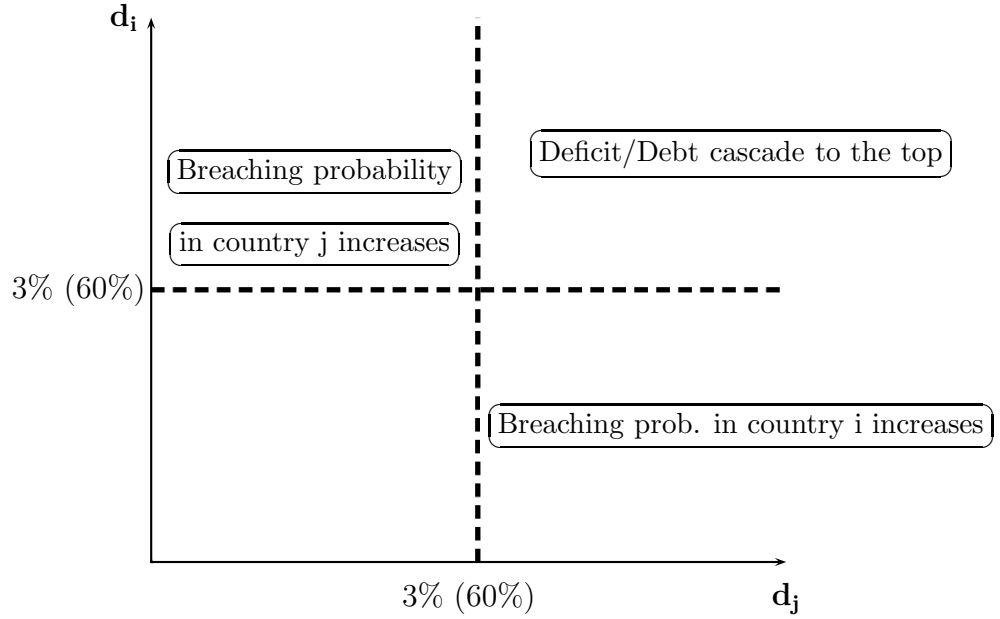 d_i
Deficit/Debt cascade to the top
Breaching probability
in country j increases
3% (60%)
Breaching prob. in country i increases
3% (60%)
d_j